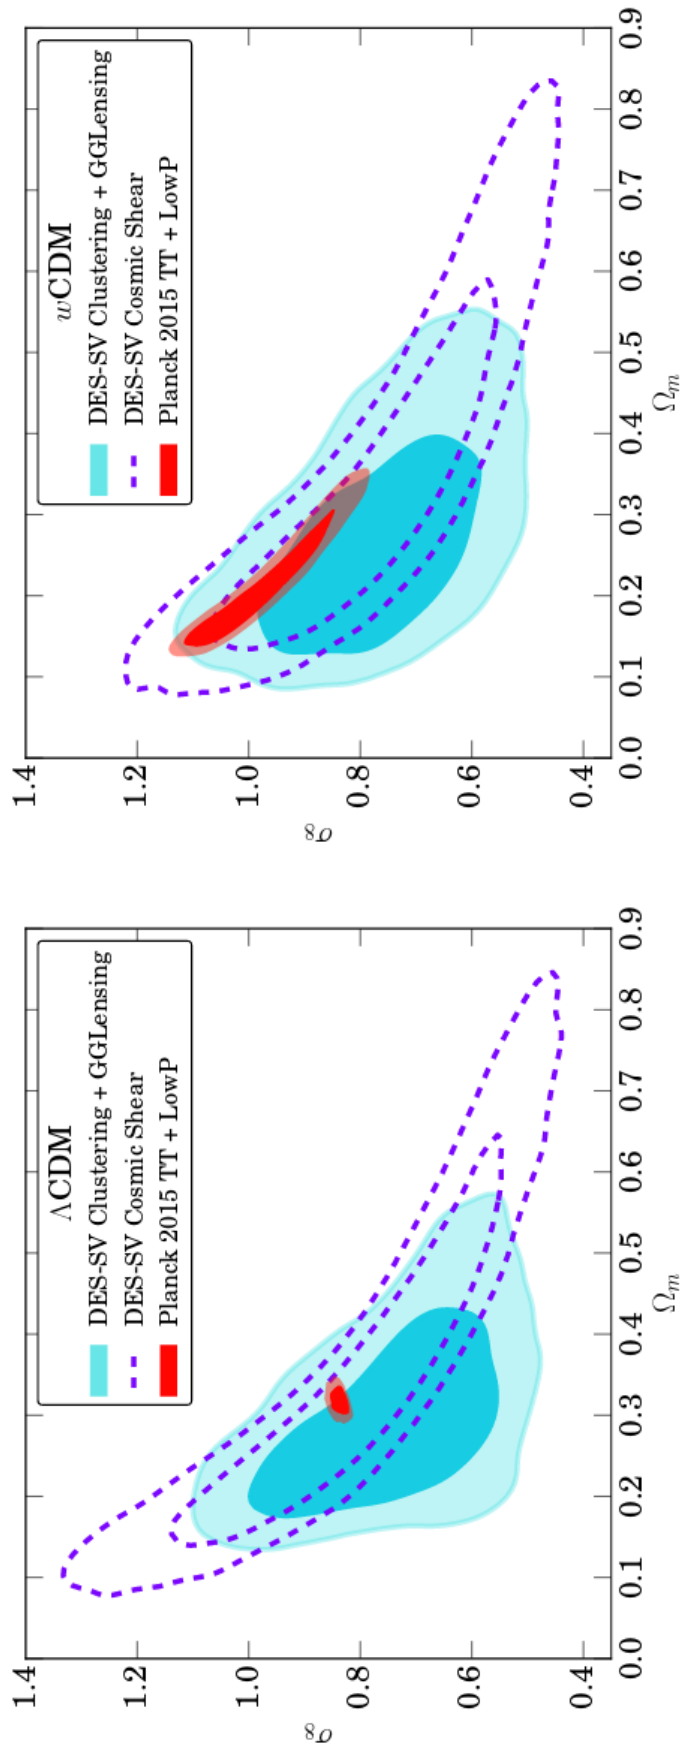 ΛCDM
DES-SV Clustering + GGLensing
DES-SV Cosmic Shear
Planck 2015 TT + LowP
1.4
1.2
1.0
0.8
0.6
0.4
σ8
0.0 0.1 0.2 0.3 0.4 0.5 0.6 0.7 0.8 0.9
Ωm
wCDM
DES-SV Clustering + GGLensing
DES-SV Cosmic Shear
Planck 2015 TT + LowP
1.4
1.2
1.0
0.8
0.6
0.4
σ8
0.0 0.1 0.2 0.3 0.4 0.5 0.6 0.7 0.8 0.9
Ωm